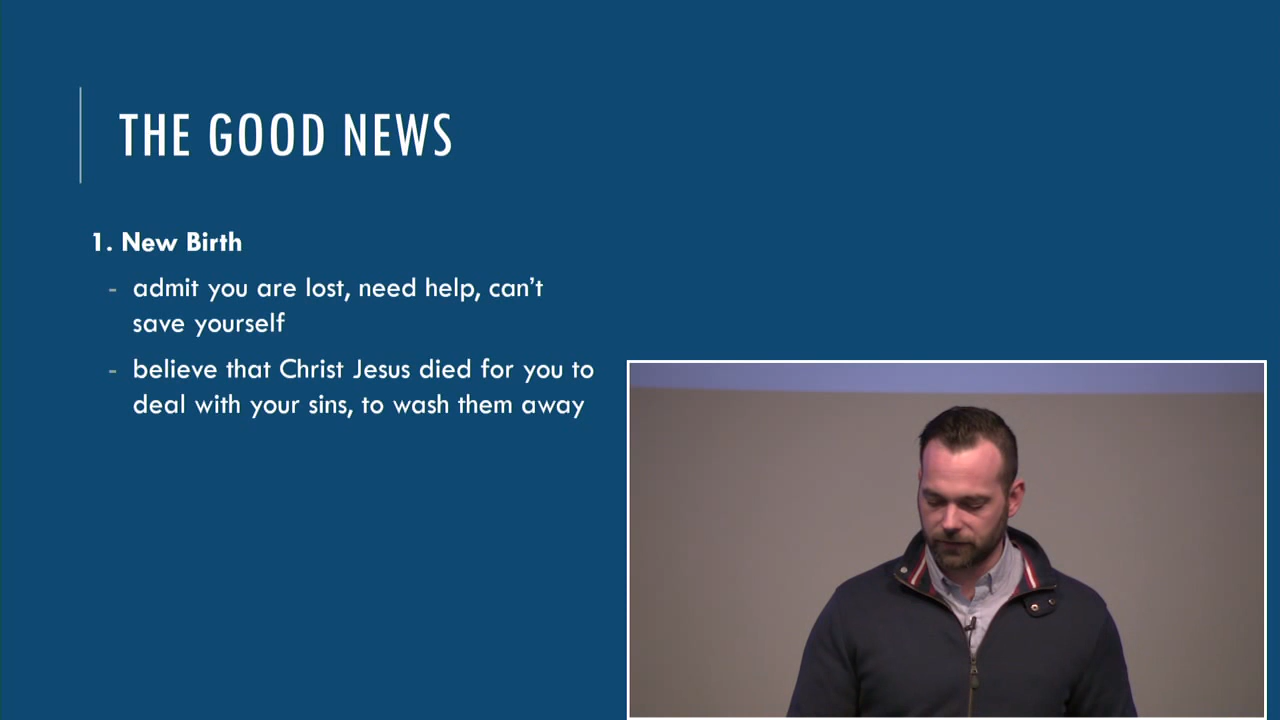 THE GOOD NEWS
1. New Birth
- admit you are lost, need help, can’t
save yourself
- believe that Christ Jesus died for you to
deal with your sins, to wash them away